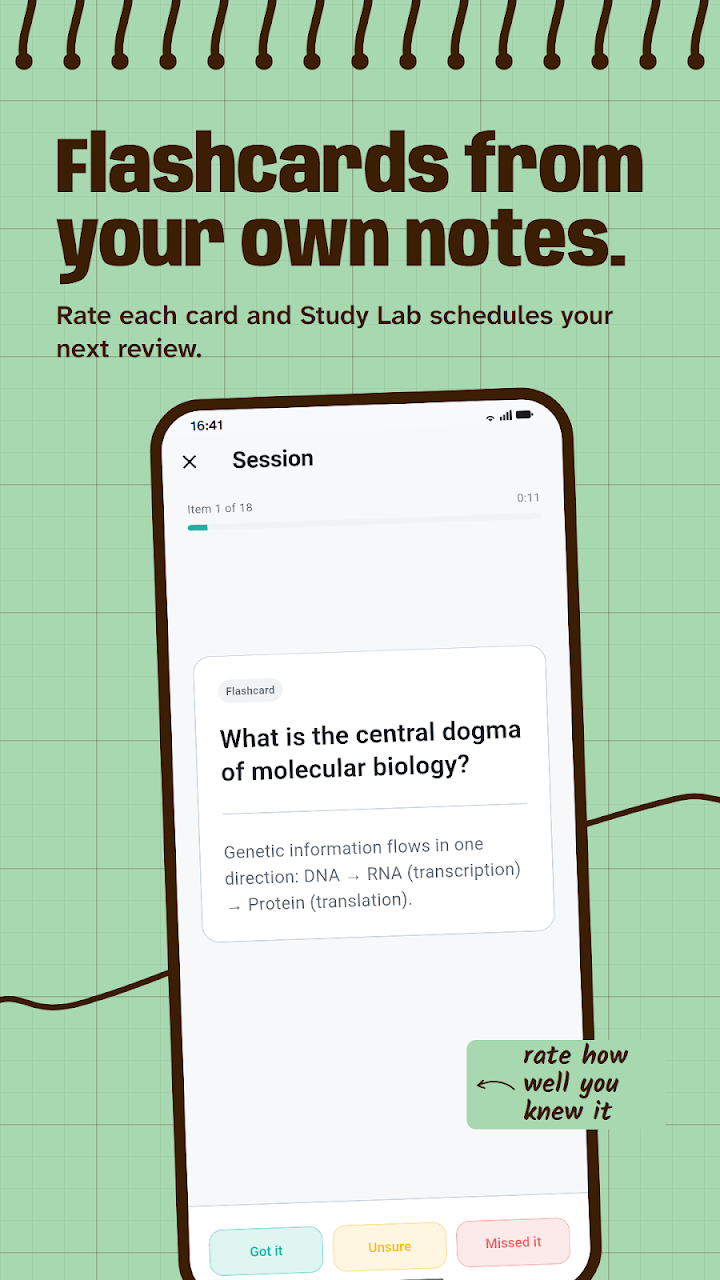 Flashcards from
your own notes.
Rate each card and Study Lab schedules your
next review.
16:41
Session
Item 1 of 18
0:11
Flashcard
What is the central dogma
of molecular biology?
Genetic information flows in one
direction: DNA → RNA (transcription)
→ Protein (translation).
rate how
well you
knew it
Got it
Unsure
Missed it